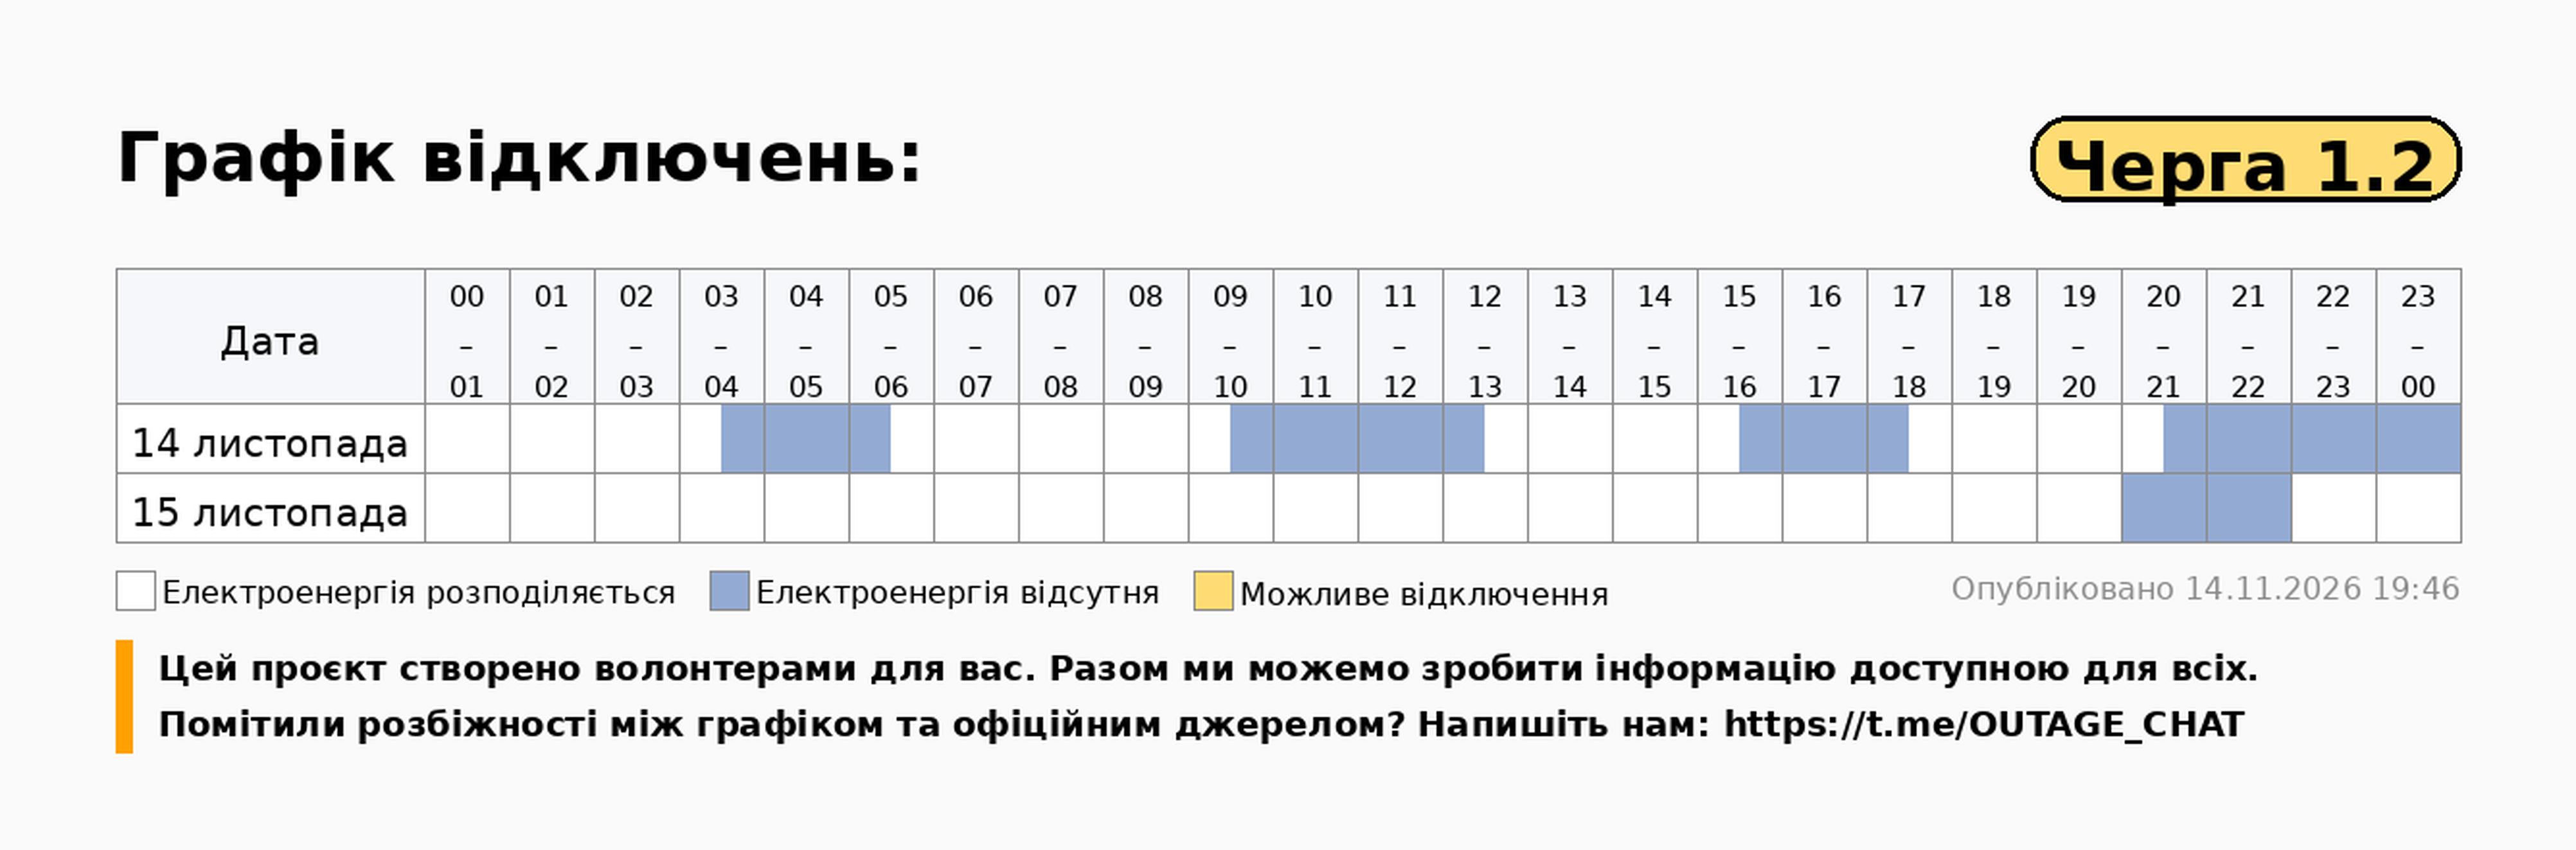 Графік відключень:
Черга 1.2
Дата 00 – 01 01 – 02 02 – 03 03 – 04 04 – 05 05 – 06 06 – 07 07 – 08 08 – 09 09 – 10 10 – 11 11 – 12 12 – 13 13 – 14 14 – 15 15 – 16 16 – 17 17 – 18 18 – 19 19 – 20 20 – 21 21 – 22 22 – 23 23 – 00
14 листопада
15 листопада
Електроенергія розподіляється Електроенергія відсутня Можливе відключення Опубліковано 14.11.2026 19:46
Цей проєкт створено волонтерами для вас. Разом ми можемо зробити інформацію доступною для всіх.
Помітили розбіжності між графіком та офіційним джерелом? Напишіть нам: https://t.me/OUTAGE_CHAT